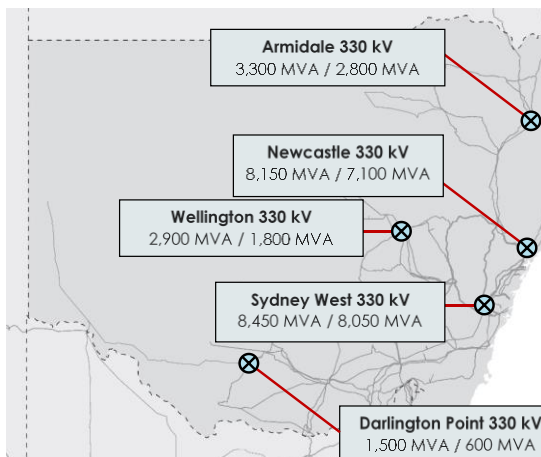 Armidale 330 kV
3,300 MVA / 2,800 MVA
Newcastle 330 kV
8,150 MVA / 7,100 MVA
Wellington 330 kV
2,900 MVA / 1,800 MVA
Sydney West 330 kV
8,450 MVA / 8,050 MVA
Darlington Point 330 kV
1,500 MVA / 600 MVA